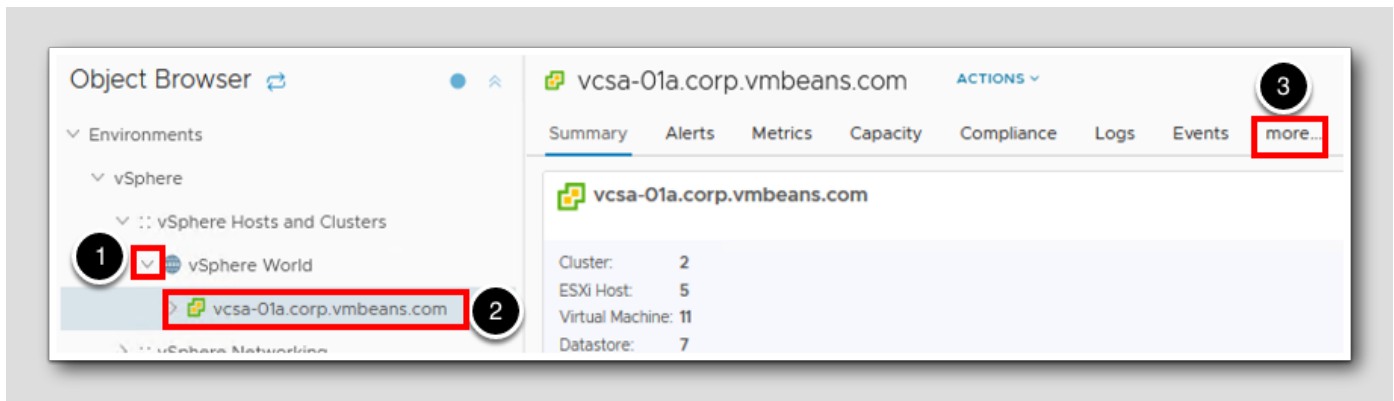 Object Browser
Environments
vSphere
:: vSphere Hosts and Clusters
1
vSphere World
vcsa-01a.corp.vmbeans.com
2
:: vSphere Networking
vcsa-01a.corp.vmbeans.com ACTIONS
3
Summary Alerts Metrics Capacity Compliance Logs Events more...
vcsa-01a.corp.vmbeans.com
Cluster: 2
ESXi Host: 5
Virtual Machine: 11
Datastore: 7